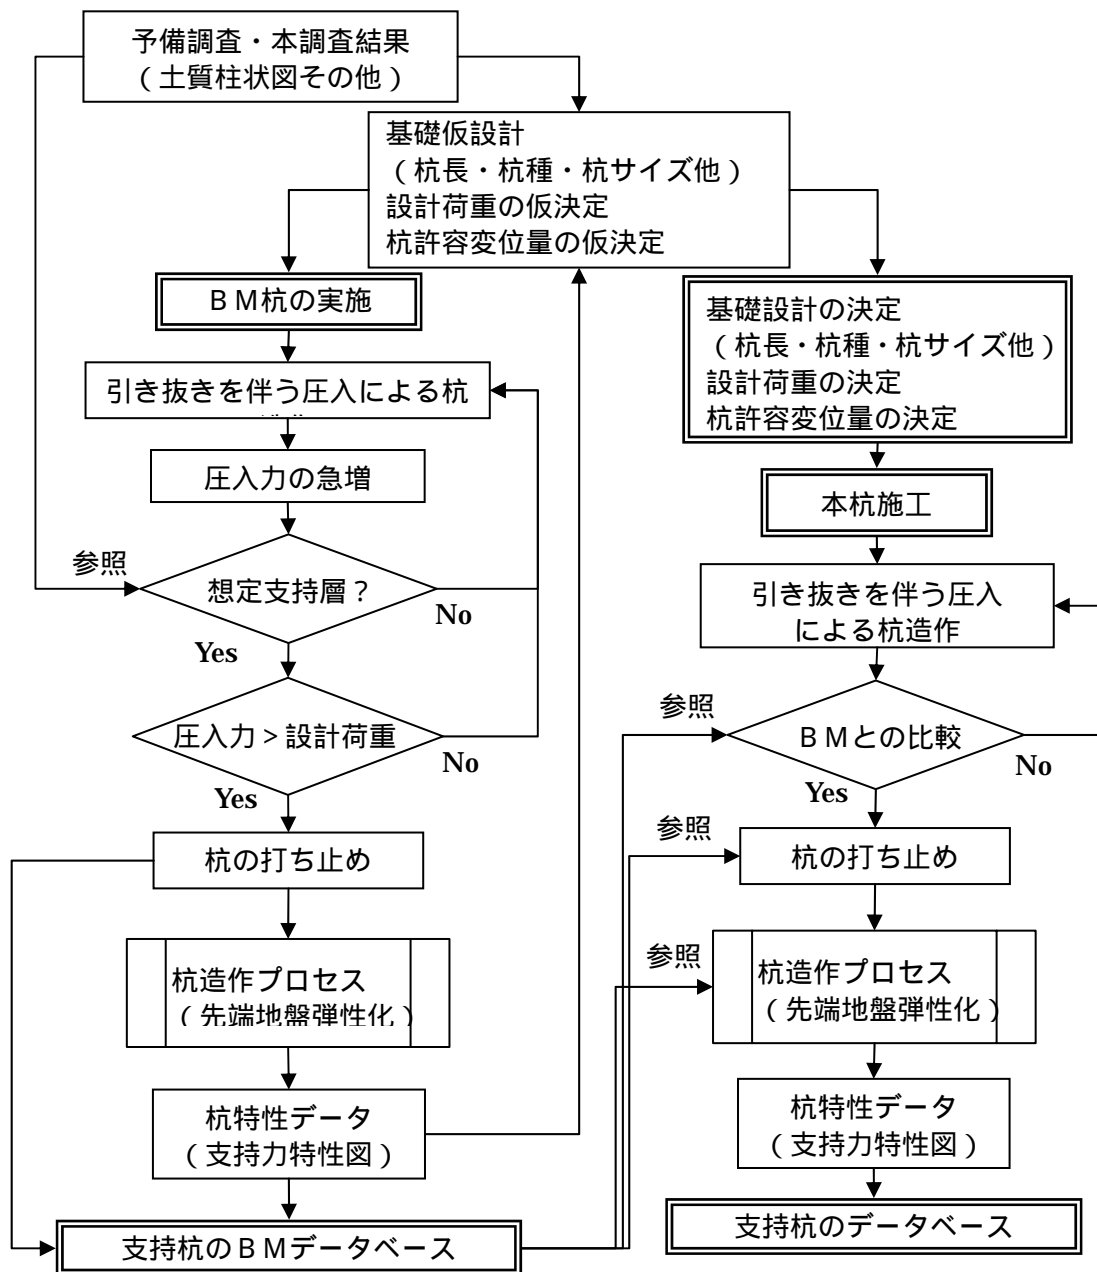 予備調査・本調査結果
（土質柱状図その他）
基礎仮設計
（杭長・杭種・杭サイズ他）
設計荷重の仮決定
杭許容変位量の仮決定
ＢＭ杭の実施
引き抜きを伴う圧入による杭
圧入力の急増
参照
想定支持層？
No
Yes
圧入力＞設計荷重
No
Yes
杭の打ち止め
杭造作プロセス
（先端地盤弾性化）
杭特性データ
（支持力特性図）
支持杭のＢＭデータベース
基礎設計の決定
（杭長・杭種・杭サイズ他）
設計荷重の決定
杭許容変位量の決定
本杭施工
引き抜きを伴う圧入
による杭造作
参照
ＢＭとの比較
No
Yes
参照
杭の打ち止め
参照
杭造作プロセス
（先端地盤弾性化）
杭特性データ
（支持力特性図）
支持杭のデータベース